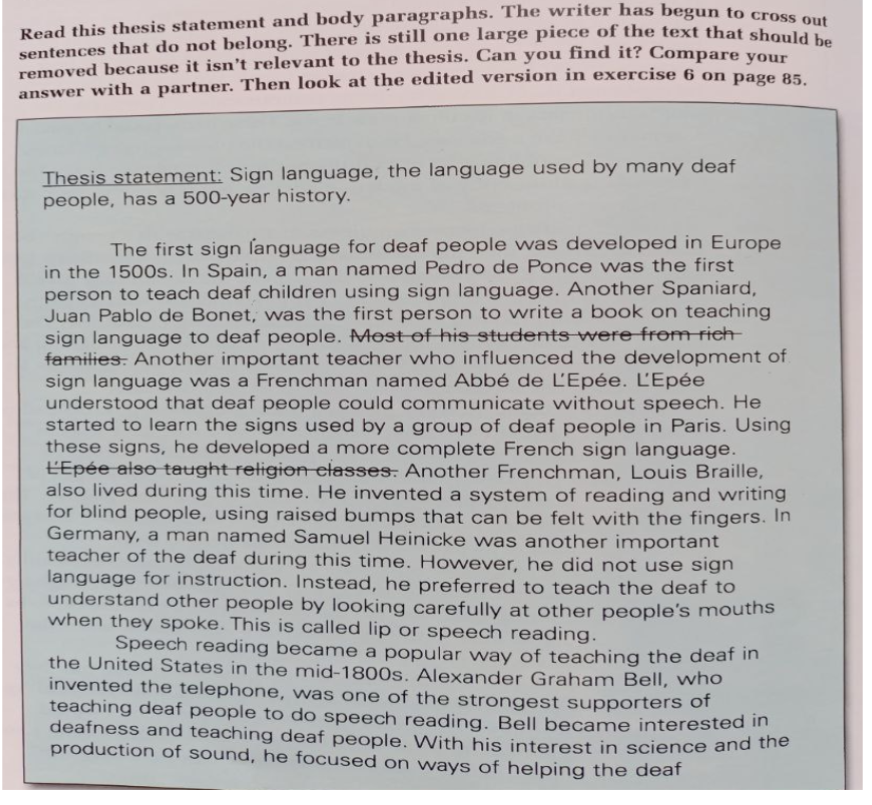 Read this thesis statement and body paragraphs. The writer has begun to cross out
sentences that do not belong. There is still one large piece of the text that should be
removed because it isn't relevant to the thesis. Can you find it? Compare your
answer with a partner. Then look at the edited version in exercise 6 on page 85.
Thesis statement: Sign language, the language used by many deaf
people, has a 500-year history.
The first sign language for deaf people was developed in Europe
in the 1500s. In Spain, a man named Pedro de Ponce was the first
person to teach deaf children using sign language. Another Spaniard,
Juan Pablo de Bonet, was the first person to write a book on teaching
sign language to deaf people. Most of his students were from rich
families. Another important teacher who influenced the development of
sign language was a Frenchman named Abbé de L'Epée. L'Epée
understood that deaf people could communicate without speech. He
started to learn the signs used by a group of deaf people in Paris. Using
these signs, he developed a more complete French sign language.
L'Epée also taught religion classes. Another Frenchman, Louis Braille,
also lived during this time. He invented a system of reading and writing
for blind people, using raised bumps that can be felt with the fingers. In
Germany, a man named Samuel Heinicke was another important
teacher of the deaf during this time. However, he did not use sign
language for instruction. Instead, he preferred to teach the deaf to
understand other people by looking carefully at other people's mouths
when they spoke. This is called lip or speech reading.
Speech reading became a popular way of teaching the deaf in
the United States in the mid-1800s. Alexander Graham Bell, who
invented the telephone, was one of the strongest supporters of
teaching deaf people to do speech reading. Bell became interested in
deafness and teaching deaf people. With his interest in science and the
production of sound, he focused on ways of helping the deaf